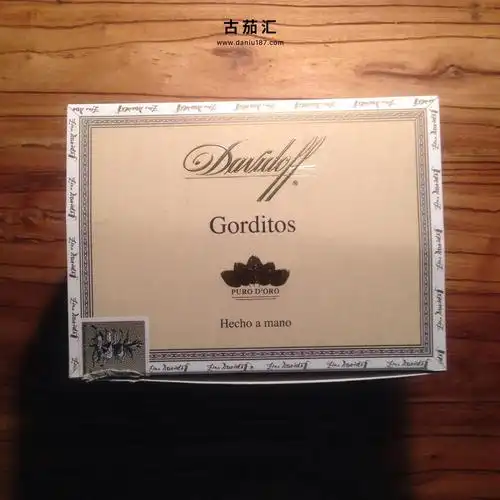 古茄汇
www.daniu187.com
Davidoff
®
Gorditos
PURO D'ORO
Hecho a mano